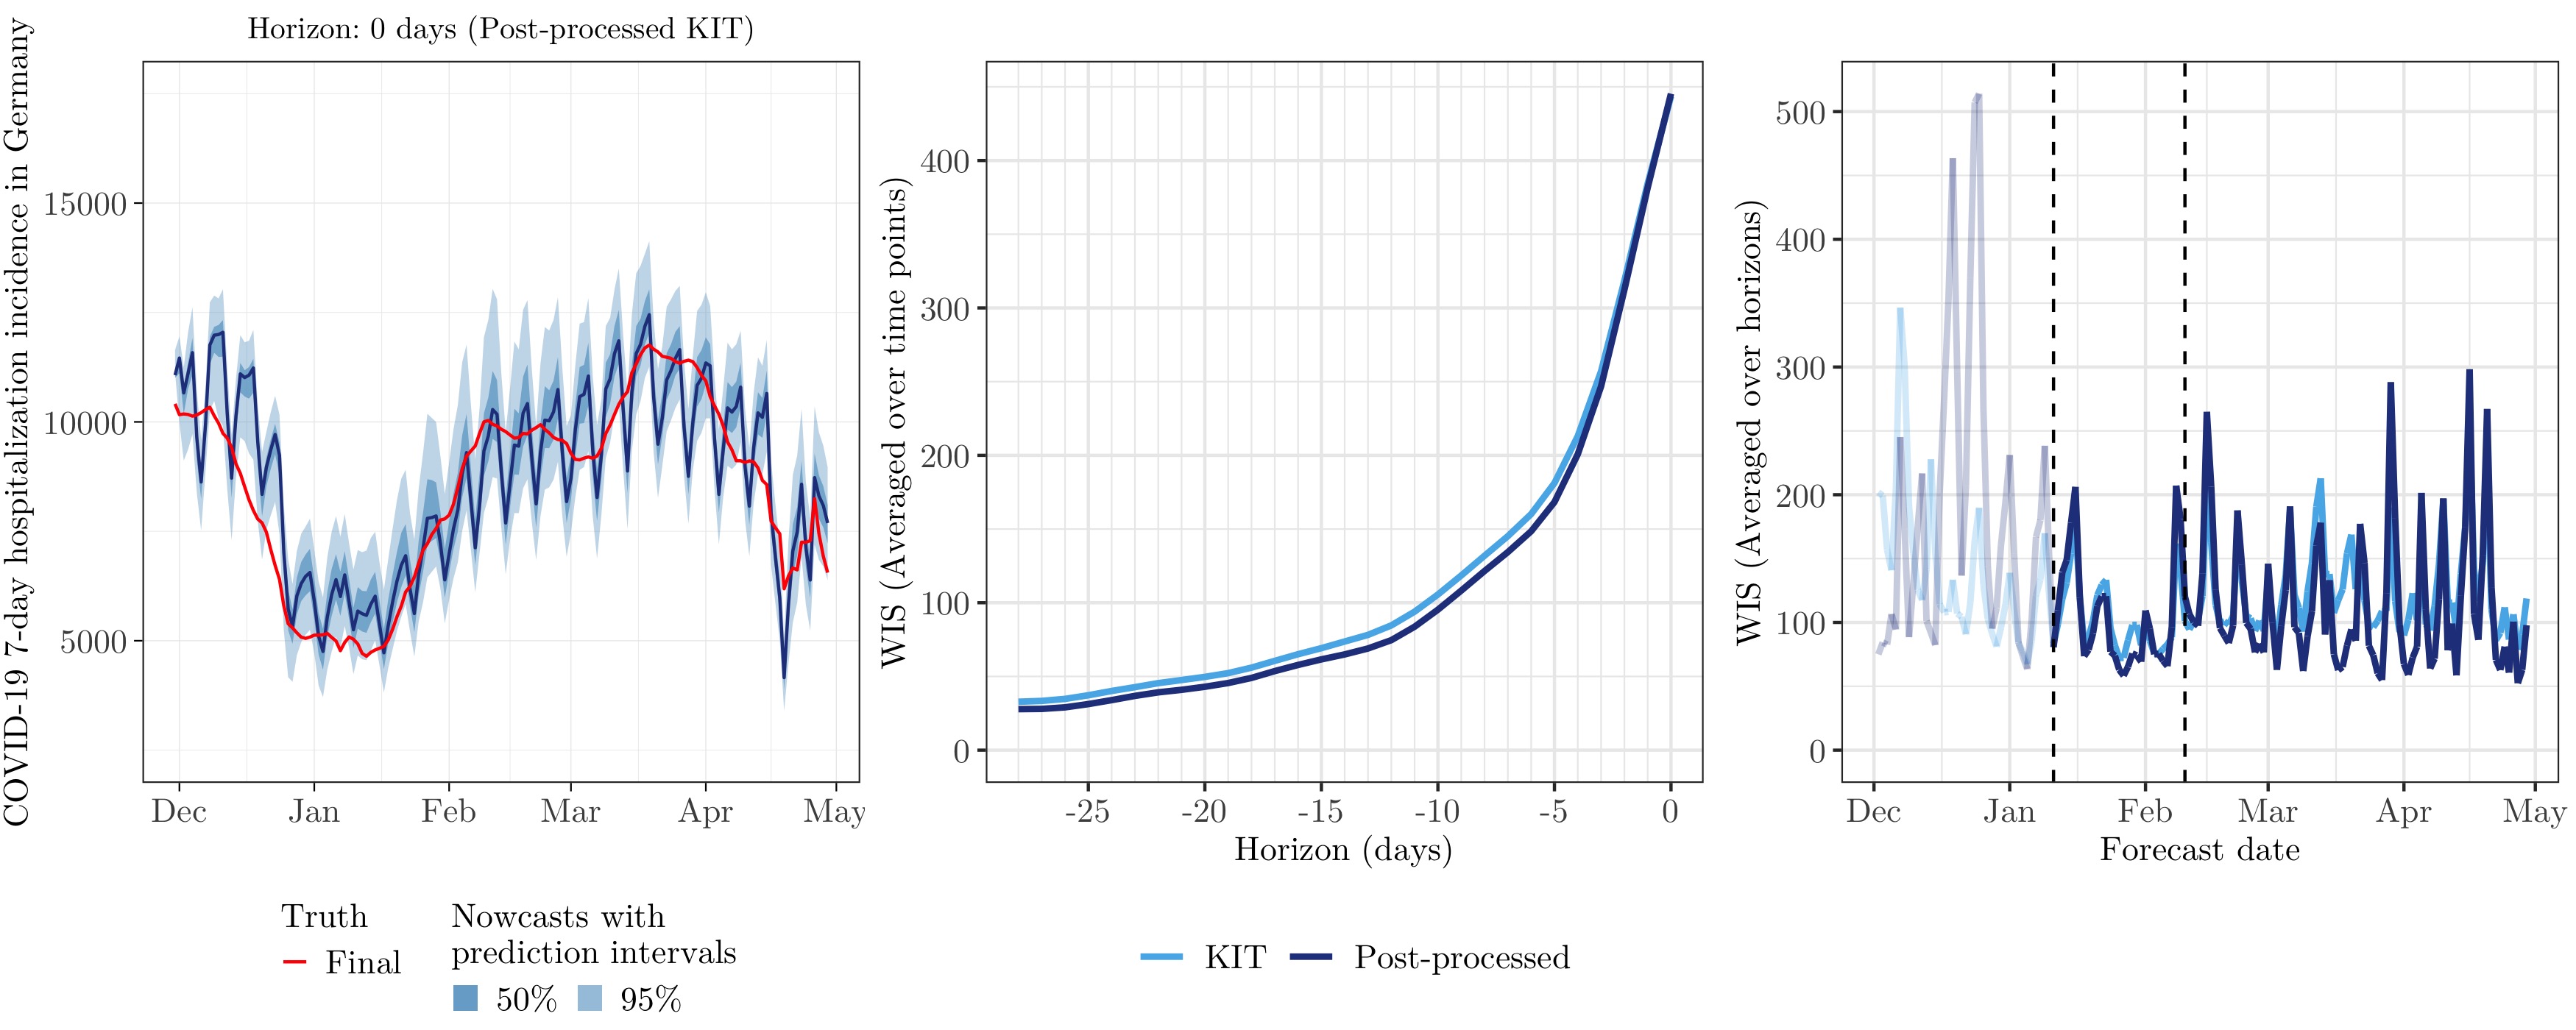 Horizon: 0 days (Post-processed KIT)
COVID-19 7-day hospitalization incidence in Germany
15000
10000
5000
Dec Jan Feb Mar Apr May
Truth
Final
Nowcasts with
prediction intervals
50% 95%
WIS (Averaged over time points)
400
300
200
100
0
-25 -20 -15 -10 -5 0
Horizon (days)
KIT Post-processed
WIS (Averaged over horizons)
500
400
300
200
100
0
Dec Jan Feb Mar Apr May
Forecast date